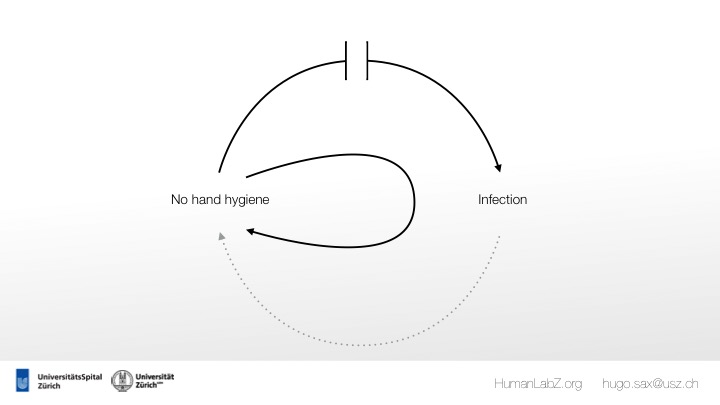 No hand hygiene
Infection
UniversitätsSpital
Zürich
Universität
Zürich
HumanLabZ.org
hugo.sax@usz.ch